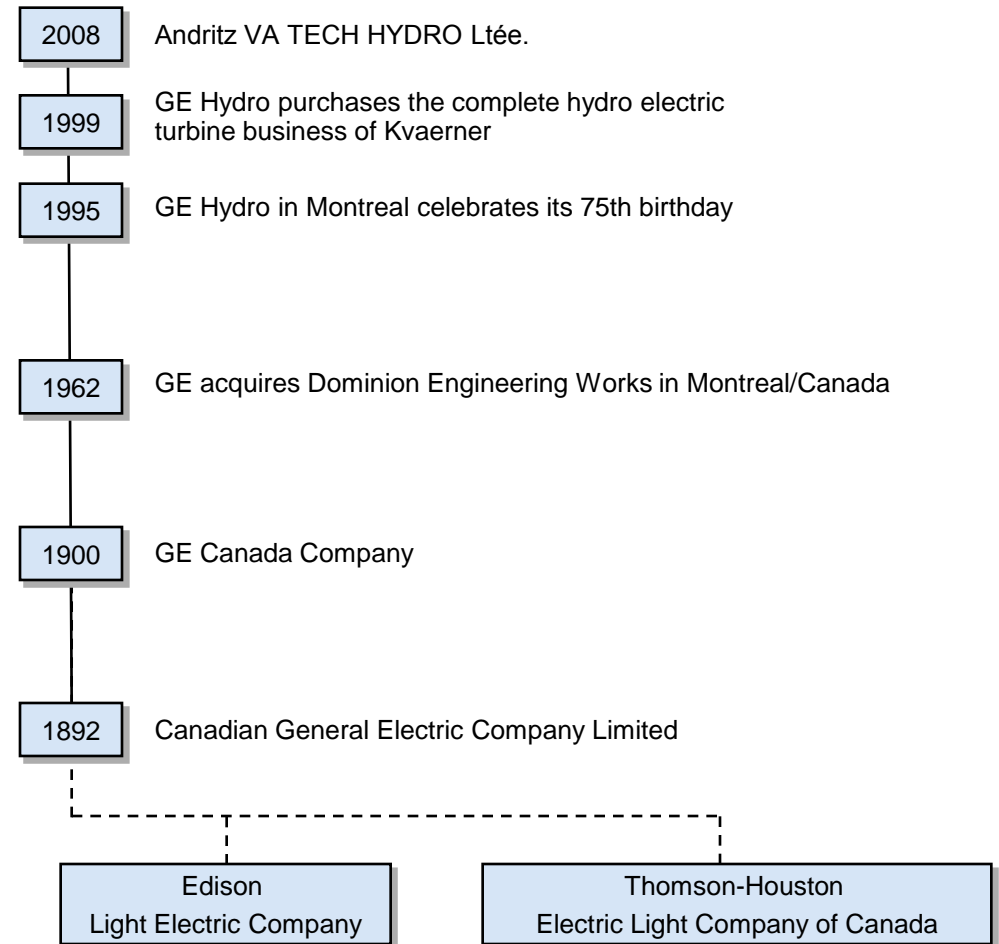 2008
Andritz VA TECH HYDRO Ltée.
1999
GE Hydro purchases the complete hydro electric
turbine business of Kvaerner
1995
GE Hydro in Montreal celebrates its 75th birthday
1962
GE acquires Dominion Engineering Works in Montreal/Canada
1900
GE Canada Company
1892
Canadian General Electric Company Limited
Edison
Light Electric Company
Thomson-Houston
Electric Light Company of Canada